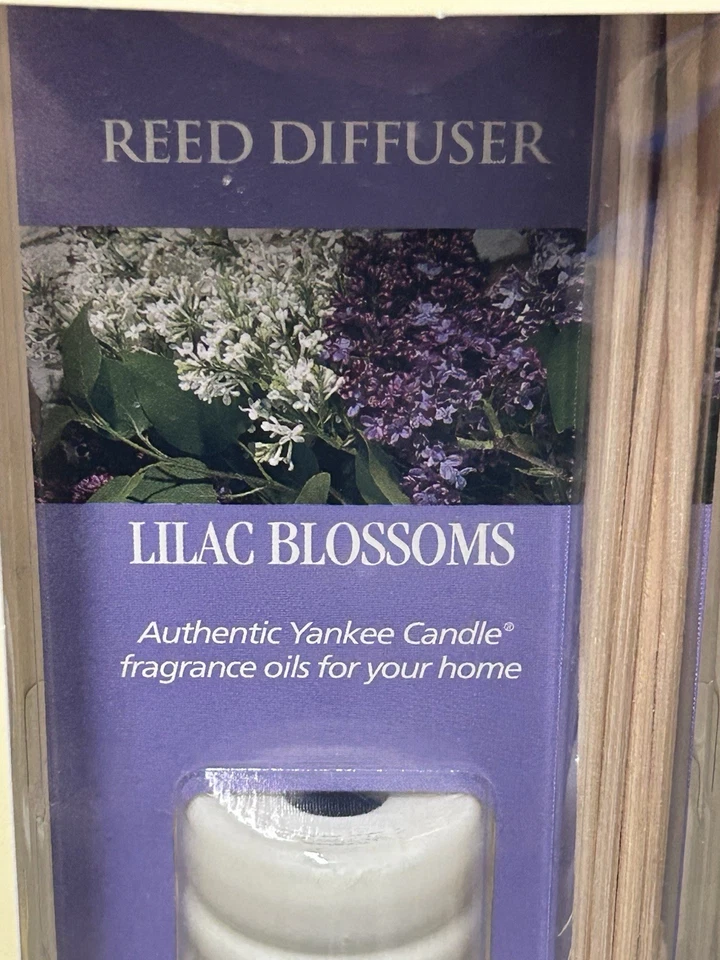 REED DIFFUSER
LILAC BLOSSOMS
Authentic Yankee Candle®
fragrance oils for your home